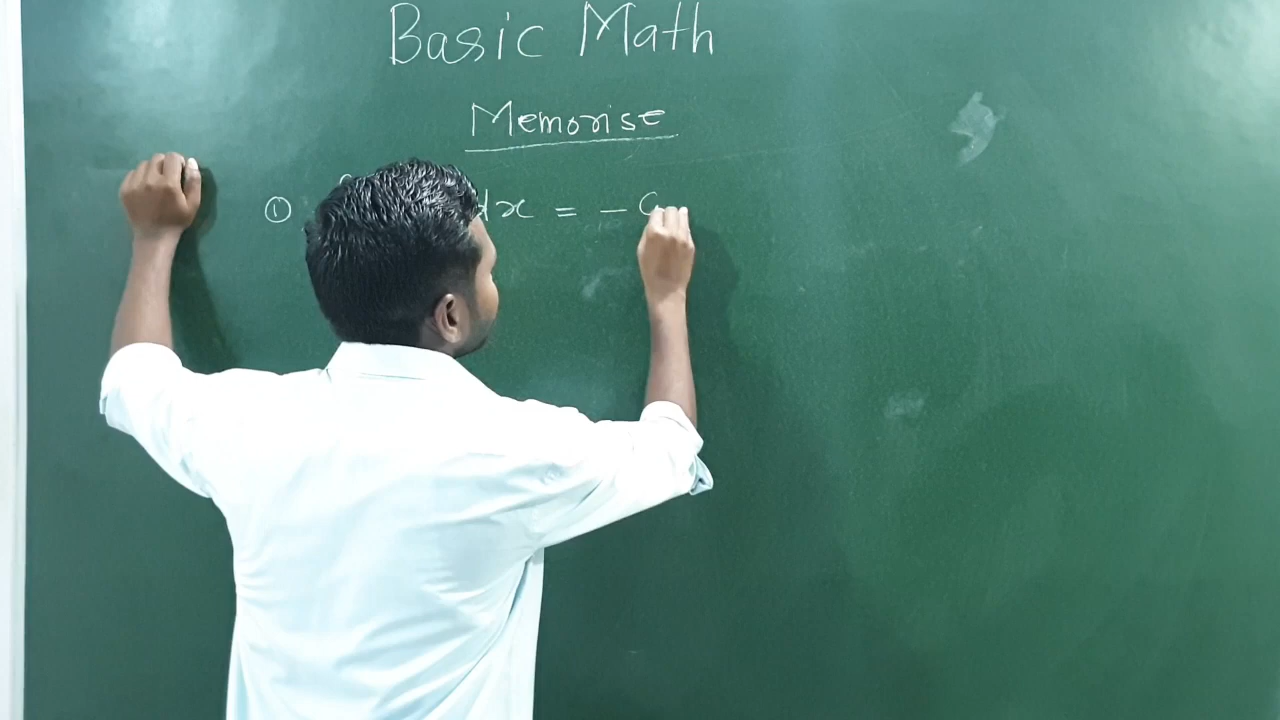 Basic Math
Memorise
① dx = -